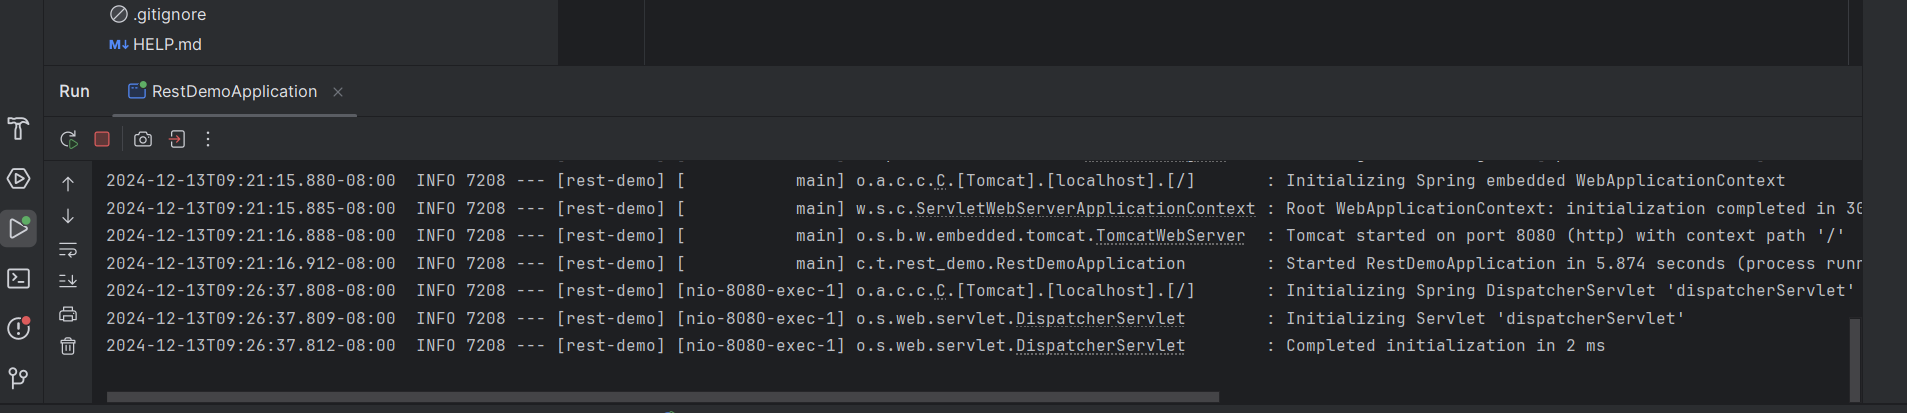 .gitignore
M↓ HELP.md
Run RestDemoApplication
2024-12-13T09:21:15.880-08:00 INFO 7208 --- [rest-demo] [ main] o.a.c.c.C.[Tomcat].[localhost].[/] : Initializing Spring embedded WebApplicationContext
2024-12-13T09:21:15.885-08:00 INFO 7208 --- [rest-demo] [ main] w.s.c.ServletWebServerApplicationContext : Root WebApplicationContext: initialization completed in 30
2024-12-13T09:21:16.888-08:00 INFO 7208 --- [rest-demo] [ main] o.s.b.w.embedded.tomcat.TomcatWebServer : Tomcat started on port 8080 (http) with context path '/'
2024-12-13T09:21:16.912-08:00 INFO 7208 --- [rest-demo] [ main] c.t.rest_demo.RestDemoApplication : Started RestDemoApplication in 5.874 seconds (process runn
2024-12-13T09:26:37.808-08:00 INFO 7208 --- [rest-demo] [nio-8080-exec-1] o.a.c.c.C.[Tomcat].[localhost].[/] : Initializing Spring DispatcherServlet 'dispatcherServlet'
2024-12-13T09:26:37.809-08:00 INFO 7208 --- [rest-demo] [nio-8080-exec-1] o.s.web.servlet.DispatcherServlet : Initializing Servlet 'dispatcherServlet'
2024-12-13T09:26:37.812-08:00 INFO 7208 --- [rest-demo] [nio-8080-exec-1] o.s.web.servlet.DispatcherServlet : Completed initialization in 2 ms